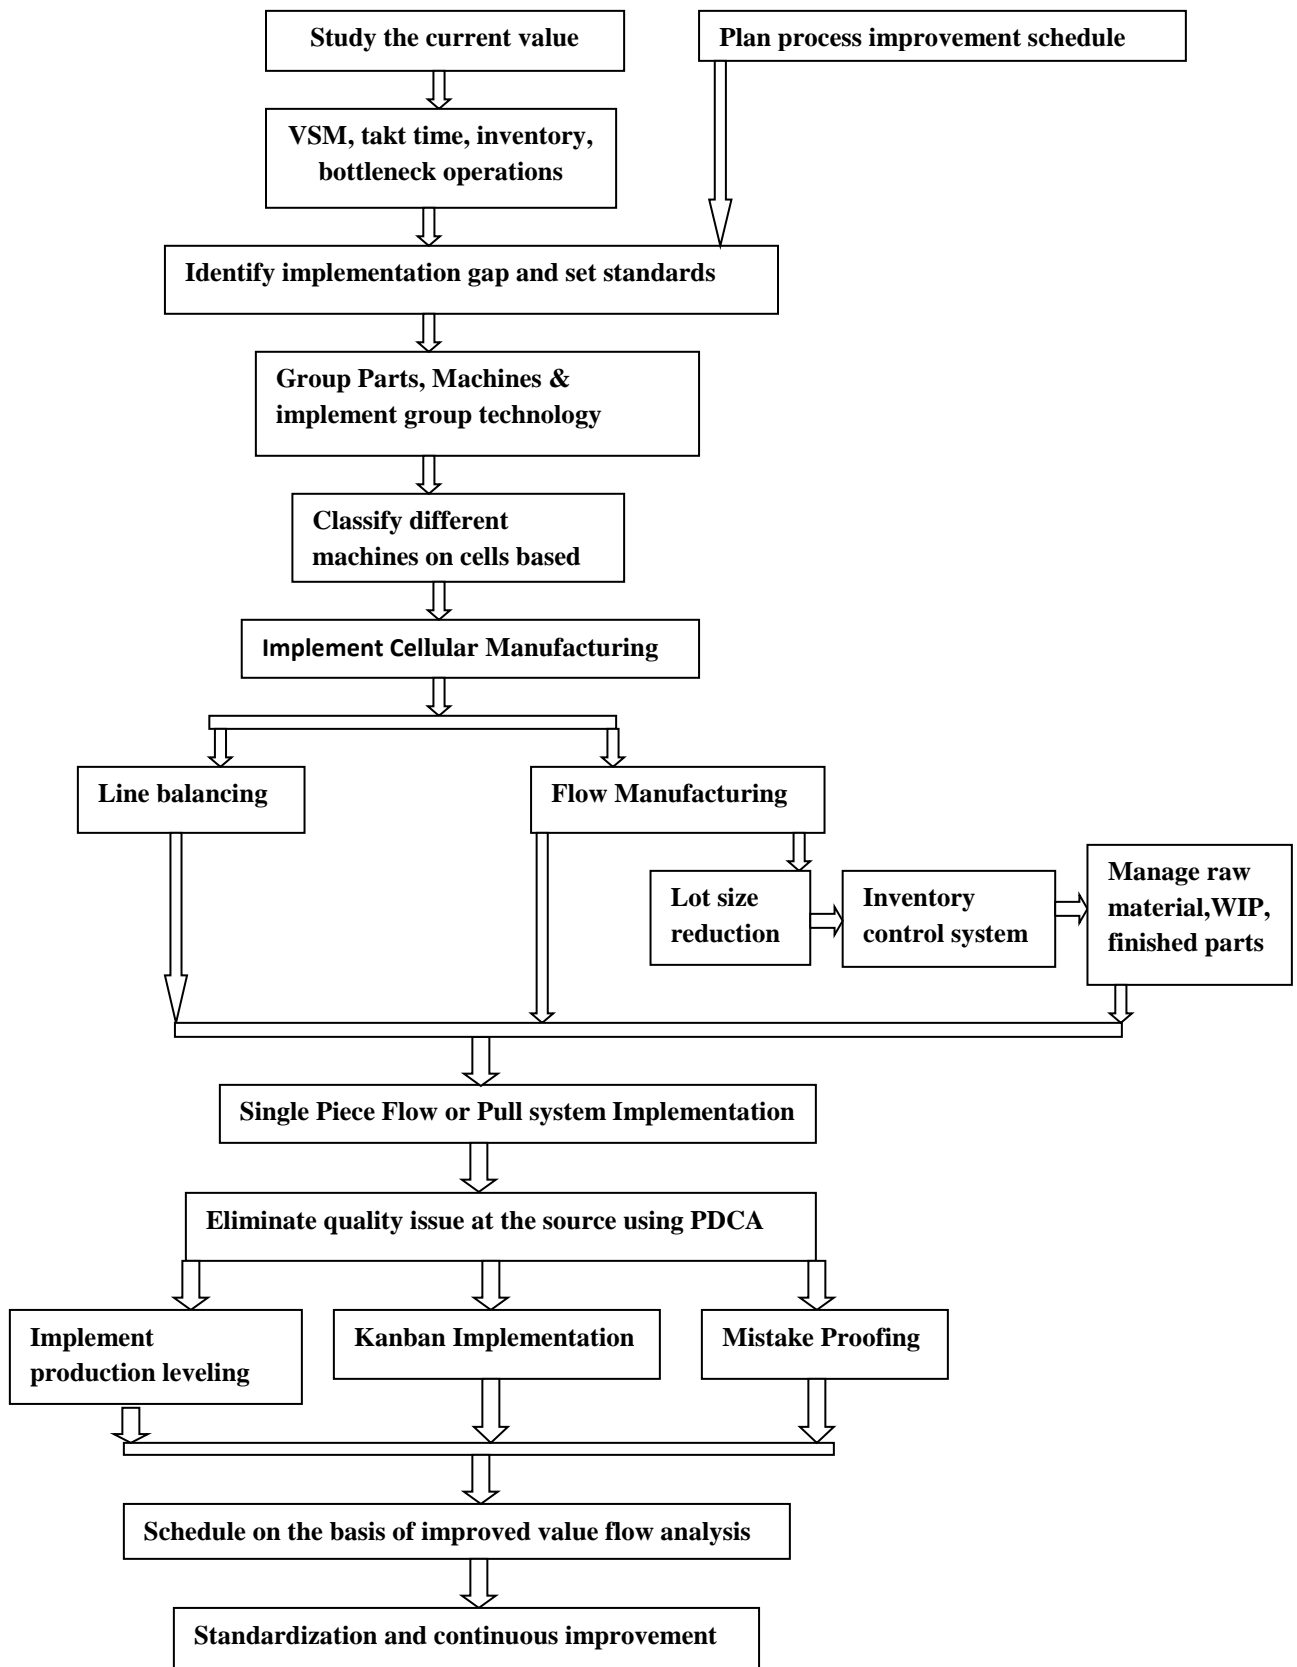 Study the current value
Plan process improvement schedule
VSM, takt time, inventory,
bottleneck operations
Identify implementation gap and set standards
Group Parts, Machines &
implement group technology
Classify different
machines on cells based
Implement Cellular Manufacturing
Line balancing
Flow Manufacturing
Lot size
reduction
Inventory
control system
Manage raw
material,WIP,
finished parts
Single Piece Flow or Pull system Implementation
Eliminate quality issue at the source using PDCA
Implement
production leveling
Kanban Implementation
Mistake Proofing
Schedule on the basis of improved value flow analysis
Standardization and continuous improvement